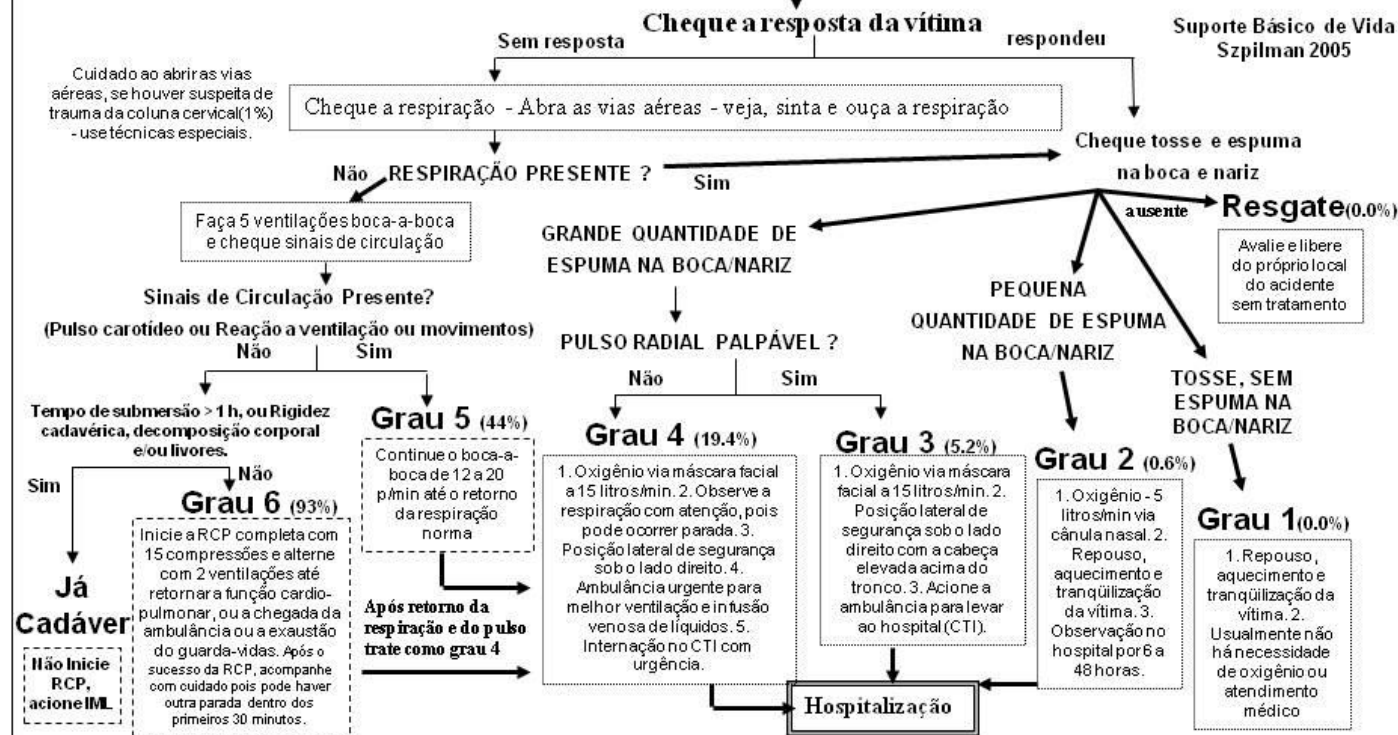 Cheque a resposta da vítima
Suporte Básico de Vida
Szpilman 2005
Sem resposta
respondeu
Cuidado ao abrir as vias
aéreas, se houver suspeita de
trauma da coluna cervical(1%)
- use técnicas especiais.
Cheque a respiração - Abra as vias aéreas - veja, sinta e ouça a respiração
Cheque tosse e espuma
na boca e nariz
Não
RESPIRAÇÃO PRESENTE ?
Sim
ausente
Resgate(0.0%)
Avalie e libere
do próprio local
do acidente
sem tratamento
Faça 5 ventilações boca-a-boca
e cheque sinais de circulação
GRANDE QUANTIDADE DE
ESPUMA NA BOCA/NARIZ
PEQUENA
QUANTIDADE DE ESPUMA
NA BOCA/NARIZ
Sinais de Circulação Presente?
(Pulso carotídeo ou Reação a ventilação ou movimentos)
Não
Sim
PULSO RADIAL PALPÁVEL ?
Não
Sim
TOSSE, SEM
ESPUMA NA
BOCA/NARIZ
Tempo de submersão > 1 h, ou Rigidez
cadavérica, decomposição corporal
e/ou livores.
Sim
Não
Já
Cadáver
Não Inicie
RCP,
acione IML
Grau 6 (93%)
Inicie a RCP completa com
15 compressões e alterne
com 2 ventilações até
retornar a função cardio-
pulmonar, ou a chegada da
ambulância ou a exaustão
do guarda-vidas. Após o
sucesso da RCP, acompanhe
com cuidado pois pode haver
outra parada dentro dos
primeiros 30 minutos.
Grau 5 (44%)
Continue o boca-a-
boca de 12 a 20
p/min até o retorno
da respiração
norma
Após retorno da
respiração e do pulso
trate como grau 4
Grau 4 (19.4%)
1. Oxigênio via máscara facial
a 15 litros/min. 2. Observe a
respiração com atenção, pois
pode ocorrer parada. 3.
Posição lateral de segurança
sob o lado direito. 4.
Ambulância urgente para
melhor ventilação e infusão
venosa de líquidos. 5.
Internação no CTI com
urgência.
Grau 3 (5.2%)
1. Oxigênio via máscara
facial a 15 litros/min. 2.
Posição lateral de
segurança sob o lado
direito com a cabeça
elevada acima do
tronco. 3. Acione a
ambulância para levar
ao hospital (CTI).
Grau 2 (0.6%)
1. Oxigênio - 5
litros/min via
cânula nasal. 2.
Repouso,
aquecimento e
tranqüilização
da vítima. 3.
Observação no
hospital por 6 a
48 horas.
Grau 1(0.0%)
1. Repouso,
aquecimento e
tranqüilização da
vítima. 2.
Usualmente não
há necessidade
de oxigênio ou
atendimento
médico
Hospitalização